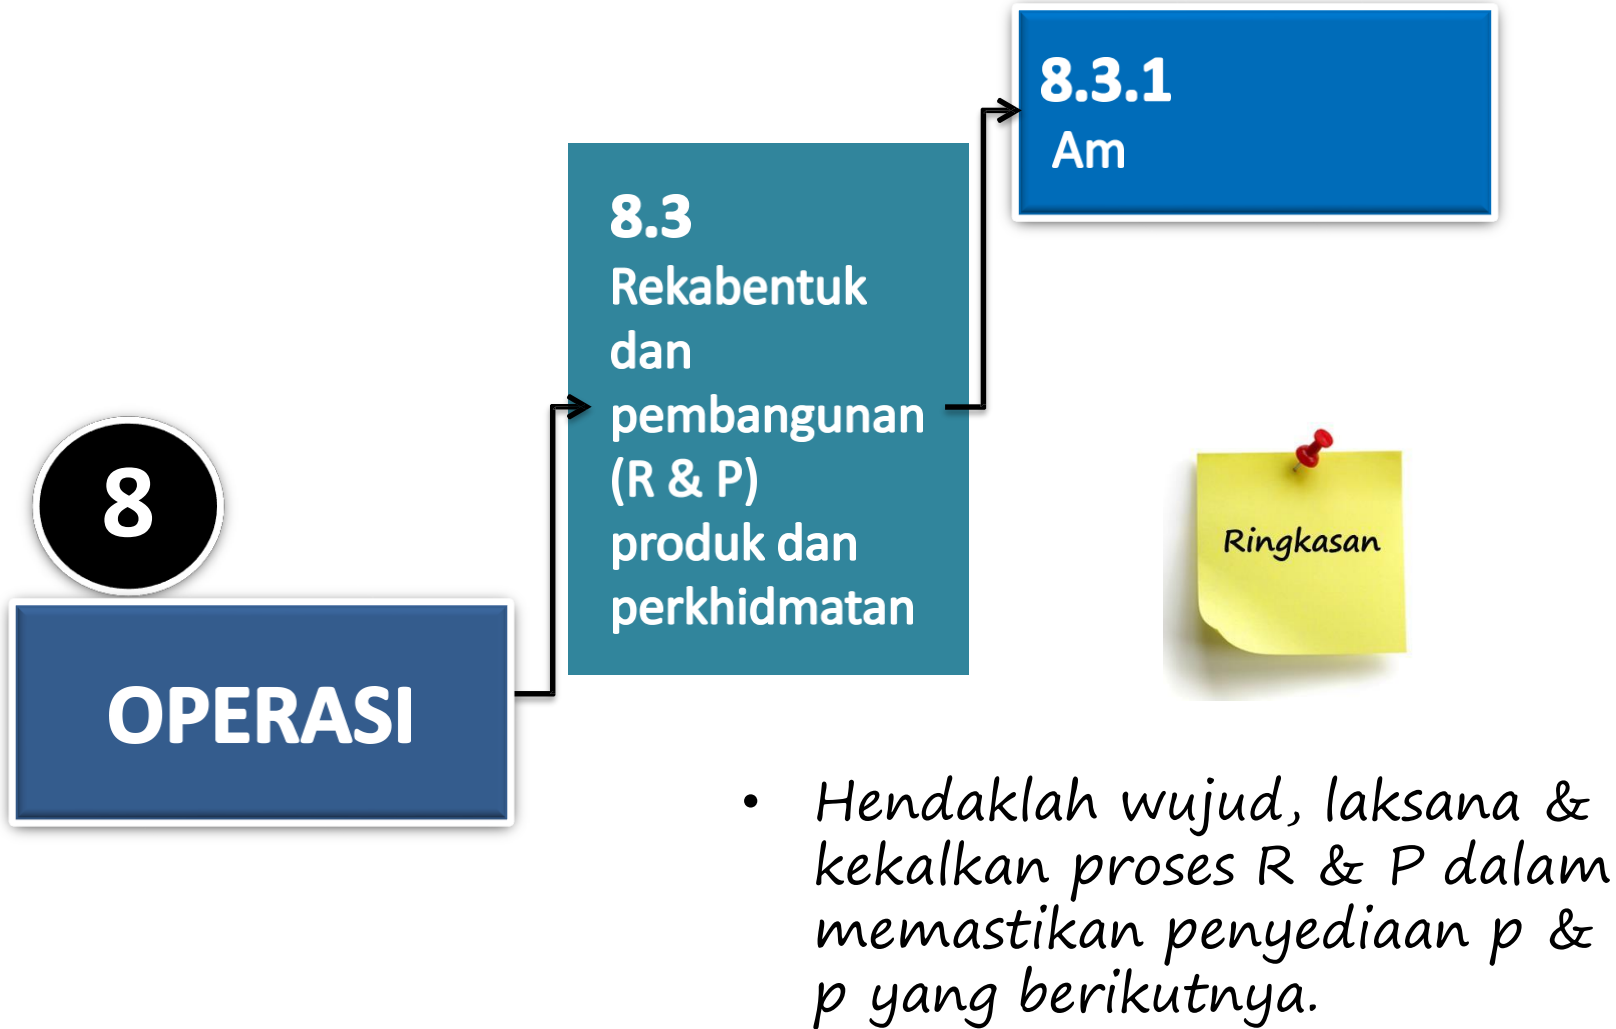 8
OPERASI
8.3
Rekabentuk
dan
pembangunan
(R & P)
produk dan
perkhidmatan
8.3.1
Am
Ringkasan
• Hendaklah wujud, laksana &
kekalkan proses R & P dalam
memastikan penyediaan p &
p yang berikutnya.